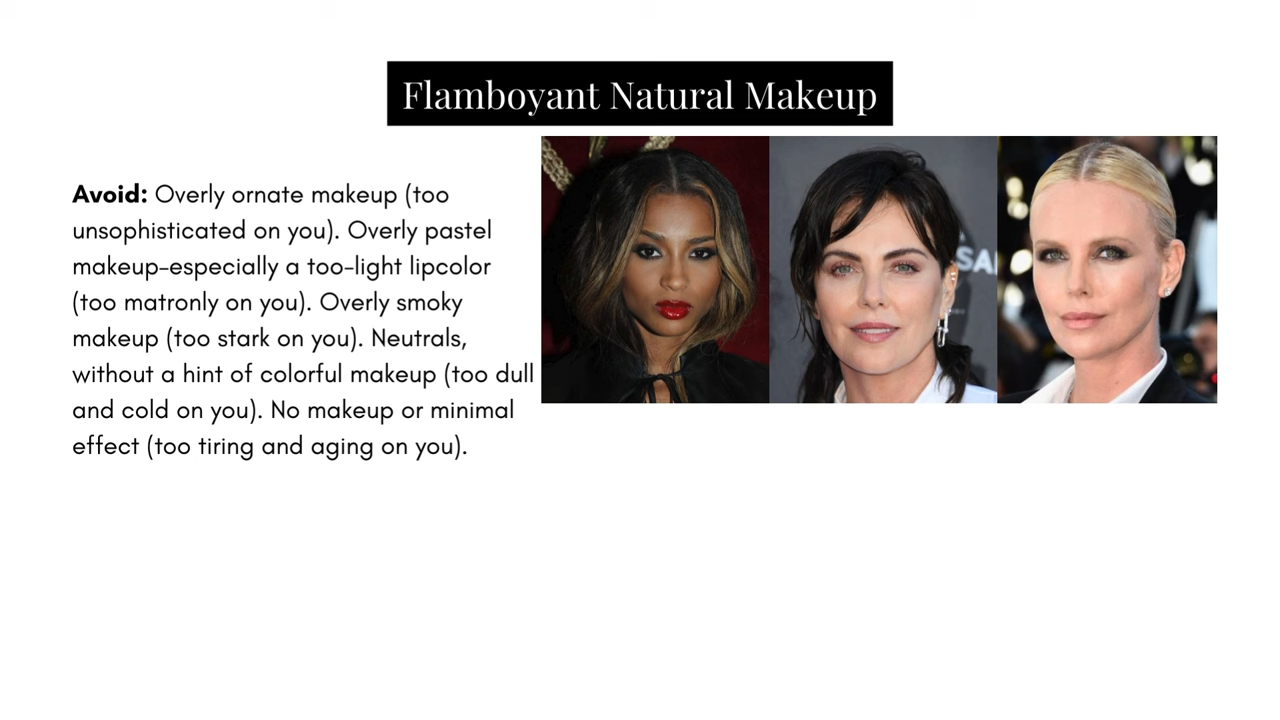 Flamboyant Natural Makeup
Avoid: Overly ornate makeup (too
unsophisticated on you). Overly pastel
makeup-especially a too-light lipcolor
(too matronly on you). Overly smoky
makeup (too stark on you). Neutrals,
without a hint of colorful makeup (too dull
and cold on you). No makeup or minimal
effect (too tiring and aging on you).
SA